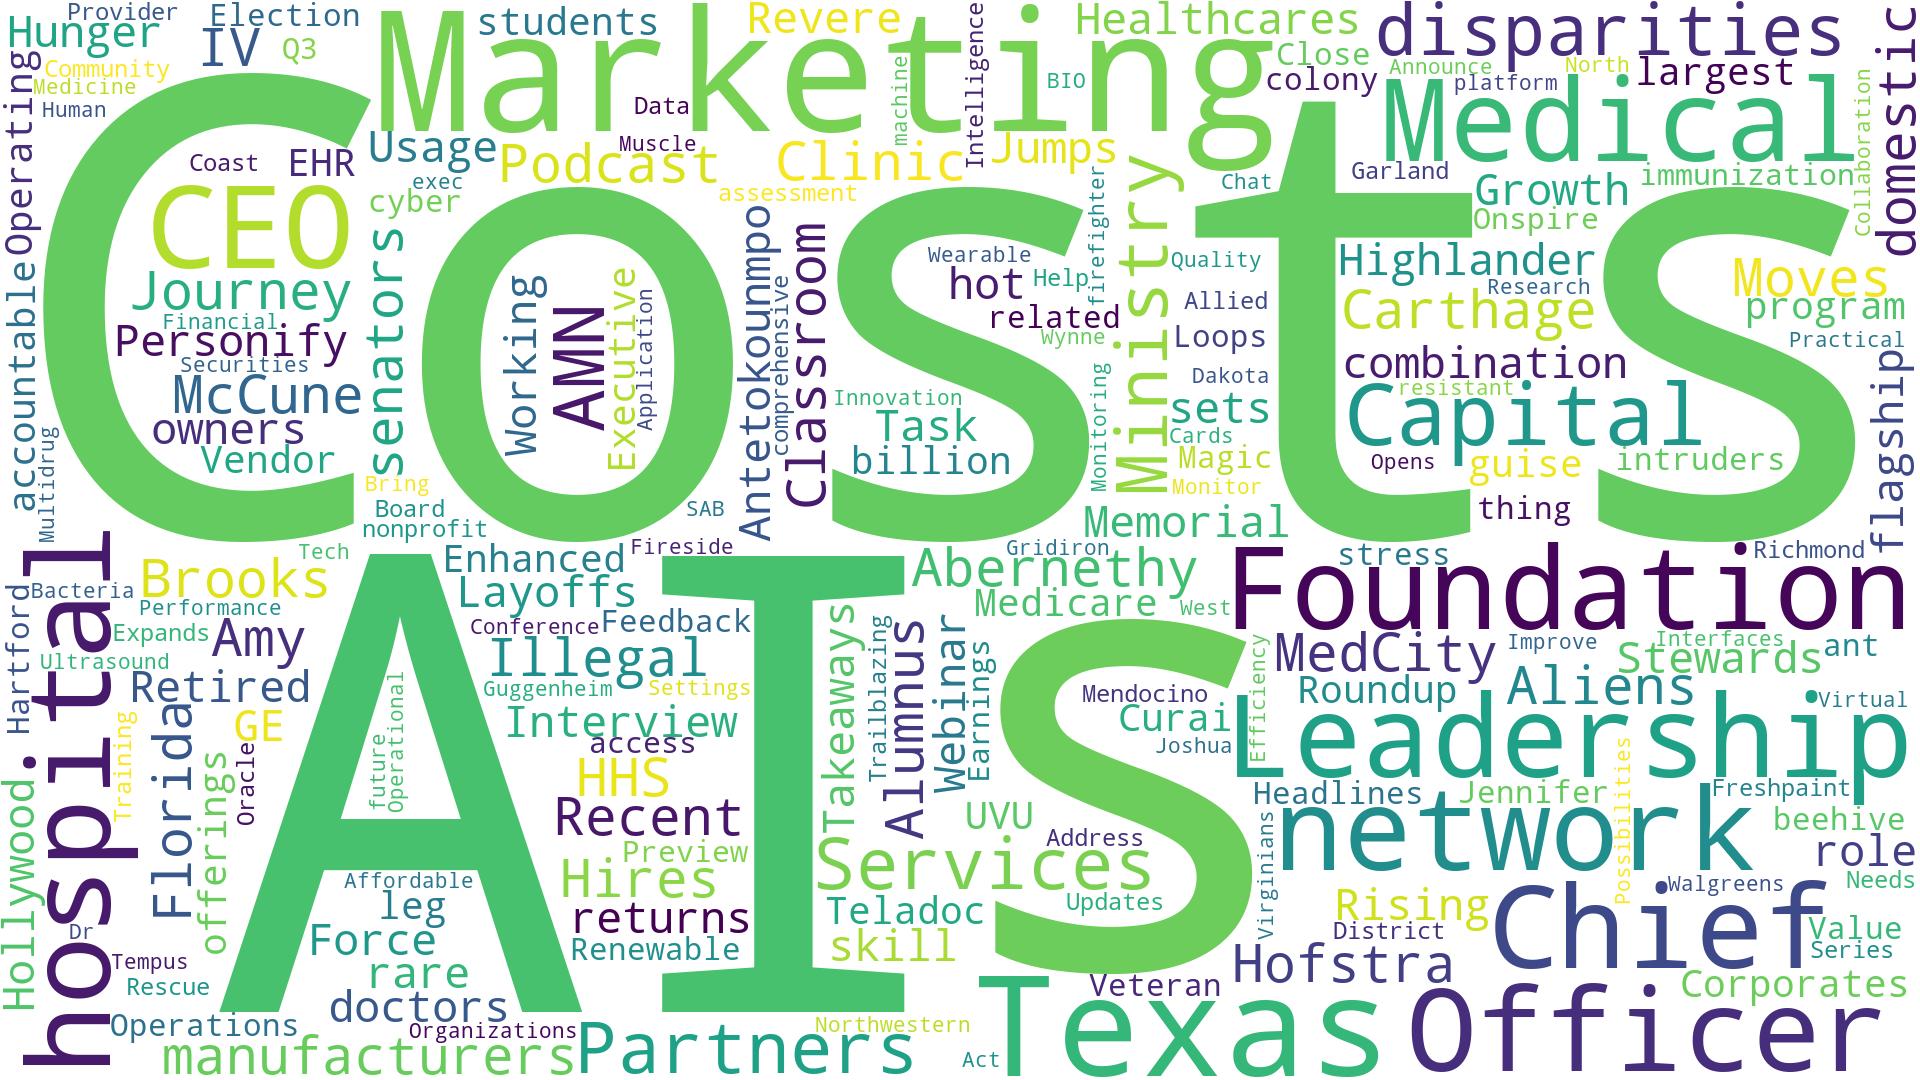 Provider
Election
Hunger
IV
Q3
Community
Medicine
Human
Operating
Marketing
students
Revere
Healthcares
Close
colony
disparities
Announce
North
platform
largest
Medical
domestic
Collaboration
Intelligence
machine
BIO
Data
Muscle
Usage
Podcast
Clinic
Jumps
exec
cyber
assessment
Chat
Garland
Growth
immunization
Onspire
Costs
Coast
EHR
CEO
Journey
Financial
Personify
Securities
McCune
owners
Vendor
accountable
Multidrug
senators
Bring
Board
nonprofit
Working
AMN
Executive
Application
SAB
Antetokounmpo
comprehensive
Classroom
Wearable
hot
Help
related
Wynne
firefighter
Monitoring
Ministry
Innovation
Task
billion
Quality
Allied
Loops
Dakota
sets
Cards
Magic
Monitor
Memorial
Highlander
Research
Carthage
combination
resistant
Capital
Opens
guise
thing
intruders
Moves
program
Practical
flagship
hospital
Tech
Brooks
Bacteria
Hartford
Performance
Expands
Amy
Ultrasound
Retired
Training
Florida
GE
offerings
Oracle
Hollywood
Dr
Tempus
Rescue
Operations
manufacturers
AIs
Enhanced
Fireside
Layoffs
Conference
Feedback
Illegal
Guggenheim
Settings
Interview
access
HHS
Recent
Preview
Hires
returns
Renewable
future
Operational
Affordable
leg
Force
rare
doctors
Organizations
Partners
Abernethy
Gridiron
Medicare
West
Takeaways
Trailblazing
Alumnus
Webinar
Earnings
Mendocino
Curai
Joshua
UVU
Address
Services
Teladoc
Updates
skill
Northwestern
Act
Veteran
Texas
stress
Richmond
Foundation
MedCity
Improve
Interfaces
Stewards
ant
Efficiency
Roundup
Aliens
Virtual
Leadership
Headlines
Jennifer
Freshpaint
Possibilities
beehive
network
role
Virginians
Walgreens
Needs
Rising
District
Chief
Value
Series
Hofstra
Corporates
Officer